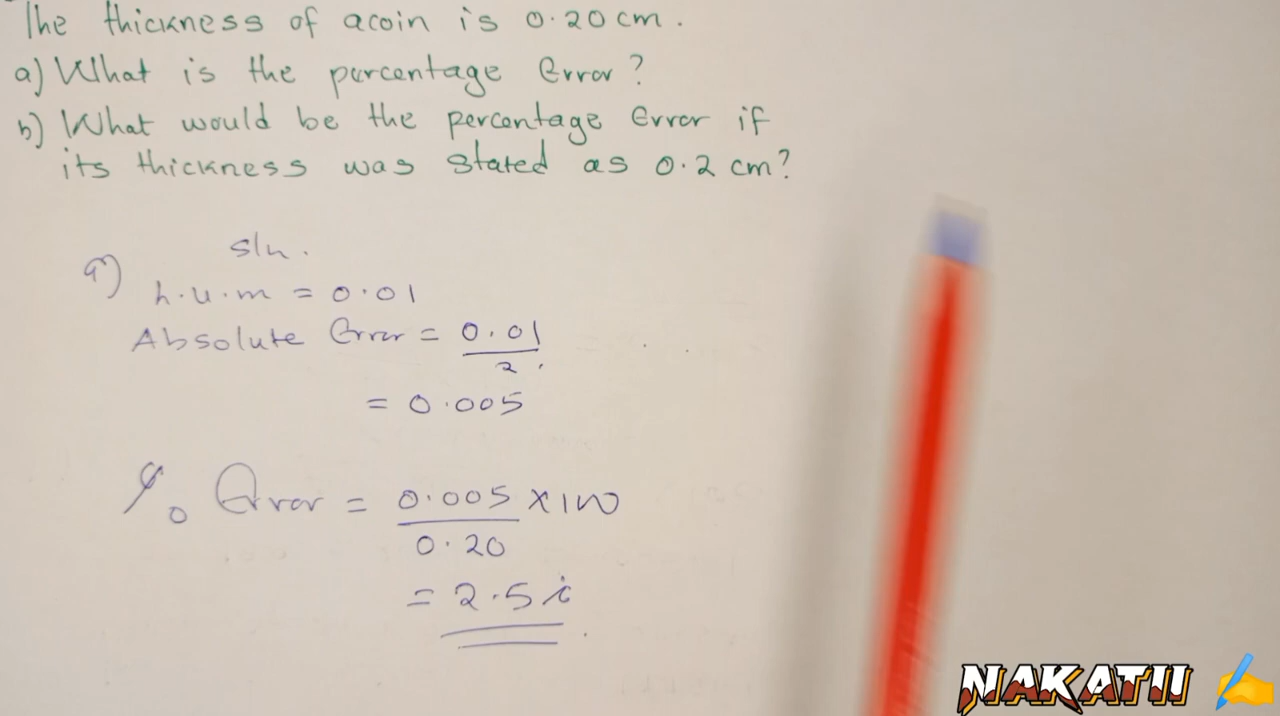 The thickness of acoin is 0.20 cm.
a) What is the percentage Error?
b) What would be the percentage Error if
its thickness was stated as 0.2 cm?
sln.
a)
h.u.m = 0.01
Absolute Error = 0.01
2.
= 0.005
% Error = 0.005 x 100
0.20
= 2.5 %
NAKATII